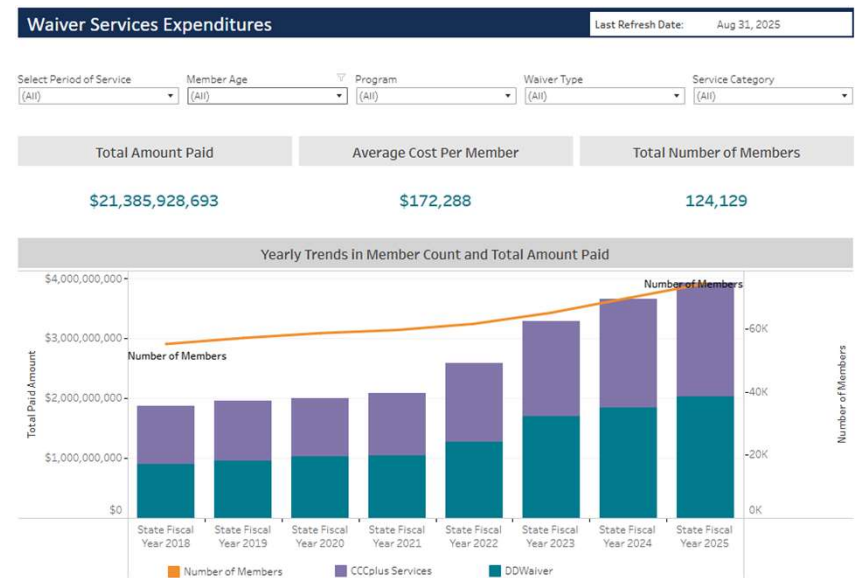 Waiver Services Expenditures
Last Refresh Date: Aug 31, 2025
Select Period of Service
Member Age
Program
Waiver Type
Service Category
(All)
(All)
(All)
(All)
(All)
Total Amount Paid
Average Cost Per Member
Total Number of Members
$21,385,928,693
$172,288
124,129
Yearly Trends in Member Count and Total Amount Paid
Total Paid Amount
$4,000,000,000
$3,000,000,000
$2,000,000,000
$1,000,000,000
$0
Number of Members
Number of Members
60K
40K
20K
0K
Number of Members
State Fiscal
Year 2018
State Fiscal
Year 2019
State Fiscal
Year 2020
State Fiscal
Year 2021
State Fiscal
Year 2022
State Fiscal
Year 2023
State Fiscal
Year 2024
State Fiscal
Year 2025
Number of Members
CCCplus Services
DDWaiver